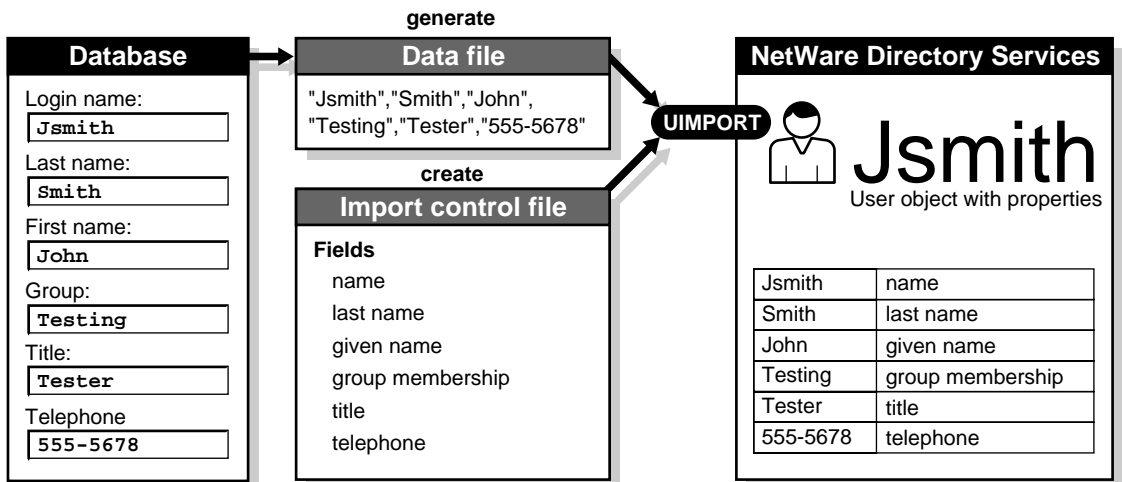 generate
Database
Data file
NetWare Directory Services
Login name:
Jsmith
Last name:
Smith
First name:
John
Group:
Testing
Title:
Tester
Telephone
555-5678
"Jsmith","Smith","John",
"Testing","Tester","555-5678"
create
Import control file
Fields
name
last name
given name
group membership
title
telephone
UIMPORT
Jsmith
User object with properties
Jsmith name
Smith last name
John given name
Testing group membership
Tester title
555-5678 telephone